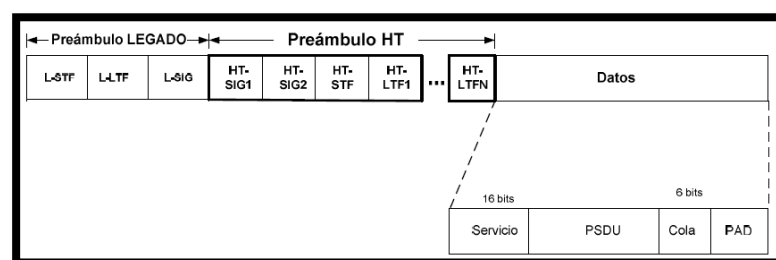 Preámbulo LEGADO
Preámbulo HT
L-STF
L-LTF
L-SIG
HT-
SIG1
HT-
SIG2
HT-
STF
HT-
LTF1
...
HT-
LTFN
Datos
16 bits
6 bits
Servicio
PSDU
Cola
PAD